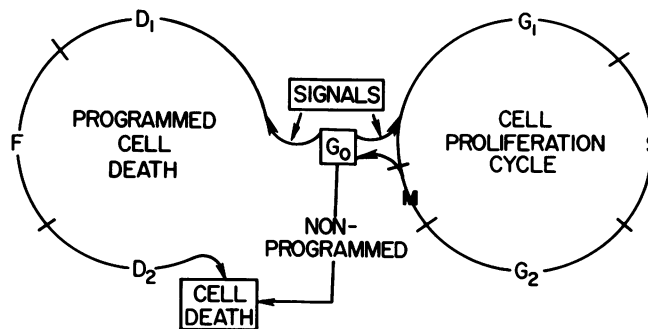 D₁
F
PROGRAMMED
CELL
DEATH
D₂
SIGNALS
G₀
NON-
PROGRAMMED
CELL
DEATH
G₁
CELL
PROLIFERATION
CYCLE
S
M
G₂